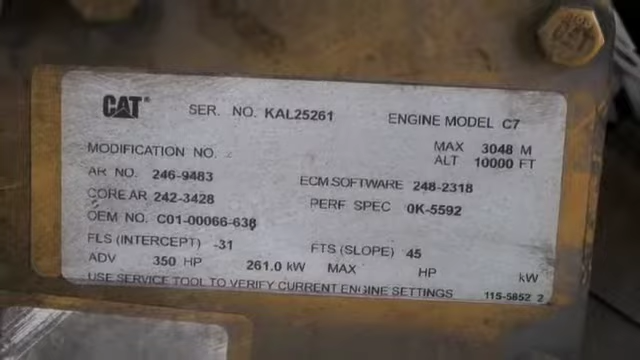 CAT SER. NO. KAL25261 ENGINE MODEL C7
MODIFICATION NO. MAX 3048 M
ALT 10000 FT
AR NO. 246-9483 ECM SOFTWARE 248-2318
CORE AR 242-3428 PERF SPEC 0K-5592
OEM NO. C01-00066-638
FLS (INTERCEPT) -31 FTS (SLOPE) 45
ADV 350 HP 261.0 kW MAX HP kW
USE SERVICE TOOL TO VERIFY CURRENT ENGINE SETTINGS 115-5852 2